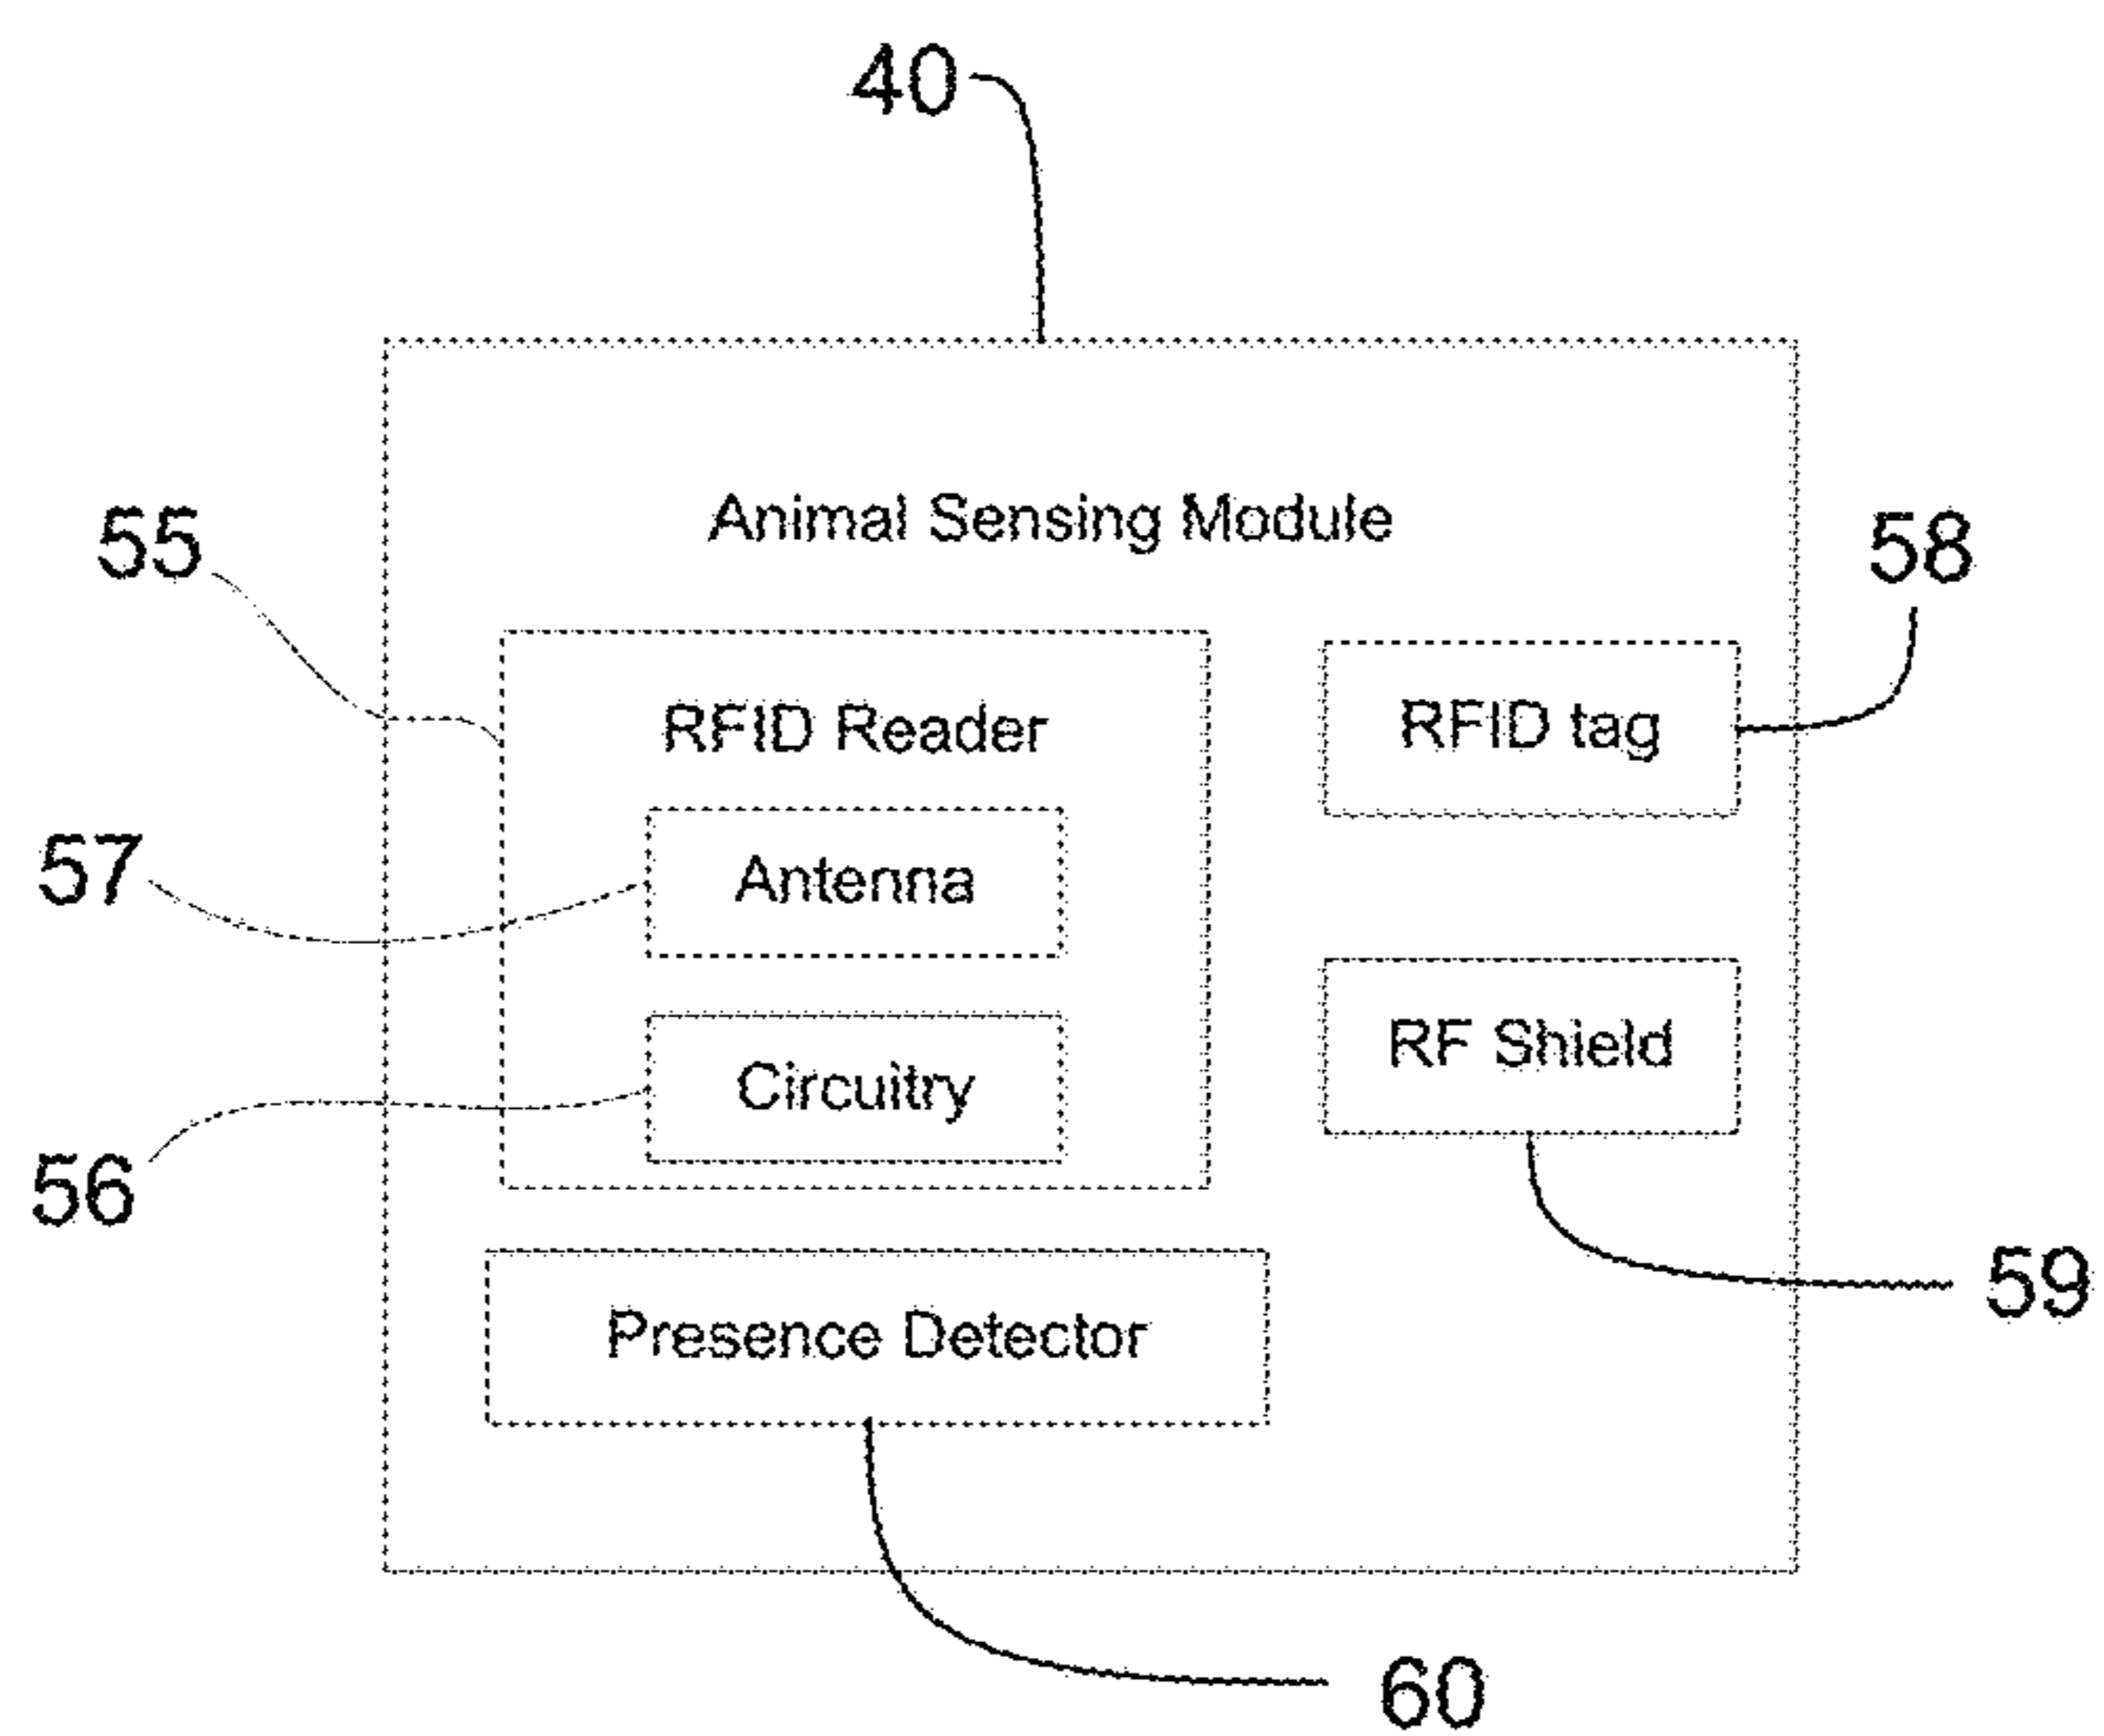 40
Animal Sensing Module
55
58
RFID Reader
RFID tag
57
Antenna
RF Shield
Circuitry
56
59
Presence Detector
60